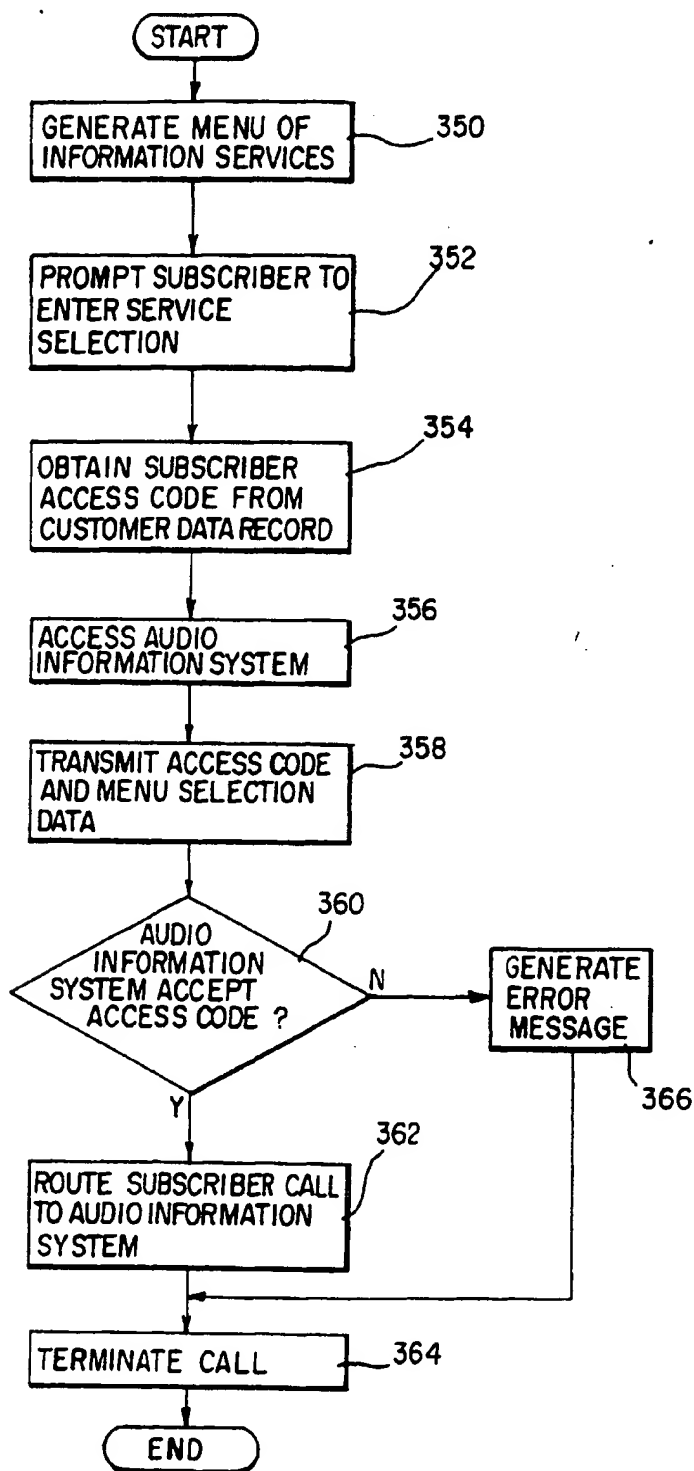 START
GENERATE MENU OF
INFORMATION SERVICES
350
PROMPT SUBSCRIBER TO
ENTER SERVICE
SELECTION
352
OBTAIN SUBSCRIBER
ACCESS CODE FROM
CUSTOMER DATA RECORD
354
ACCESS AUDIO
INFORMATION SYSTEM
356
TRANSMIT ACCESS CODE
AND MENU SELECTION
DATA
358
AUDIO
INFORMATION
SYSTEM ACCEPT
ACCESS CODE ?
360
N
GENERATE
ERROR
MESSAGE
366
Y
ROUTE SUBSCRIBER CALL
TO AUDIO INFORMATION
SYSTEM
362
TERMINATE CALL
364
END